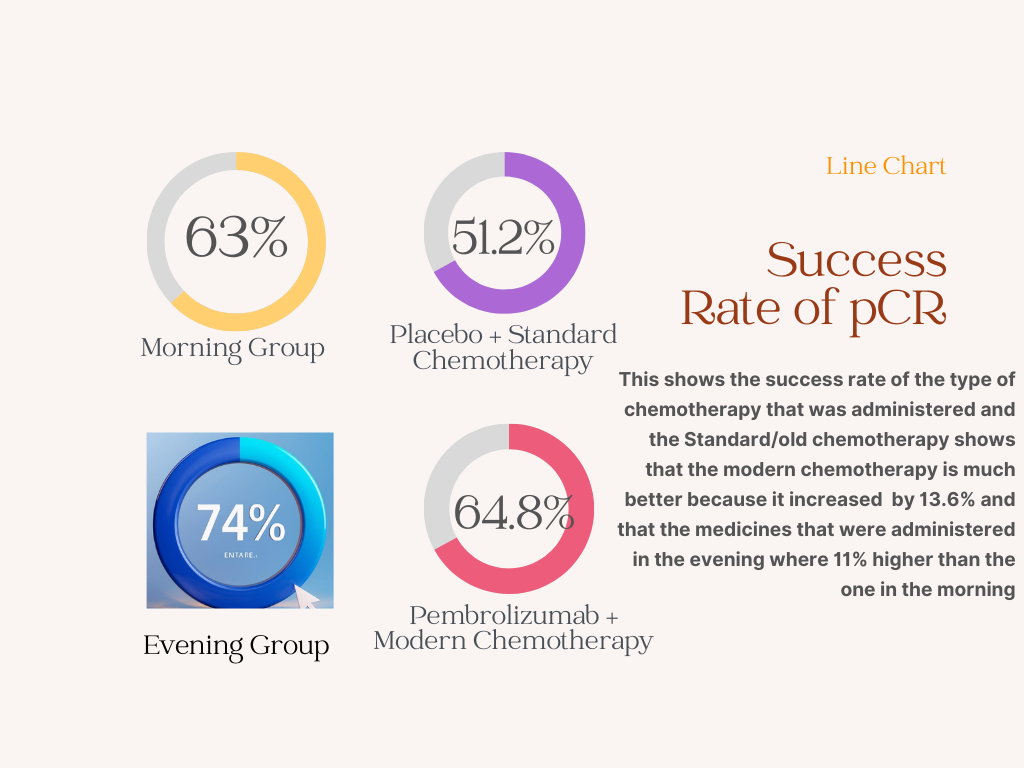 63%
Morning Group
51.2%
Placebo + Standard
Chemotherapy
74%
Evening Group
64.8%
Pembrolizumab +
Modern Chemotherapy
Line Chart
Success
Rate of pCR
This shows the success rate of the type of
chemotherapy that was administered and
the Standard/old chemotherapy shows
that the modern chemotherapy is much
better because it increased  by 13.6% and
that the medicines that were administered
in the evening where 11% higher than the
one in the morning